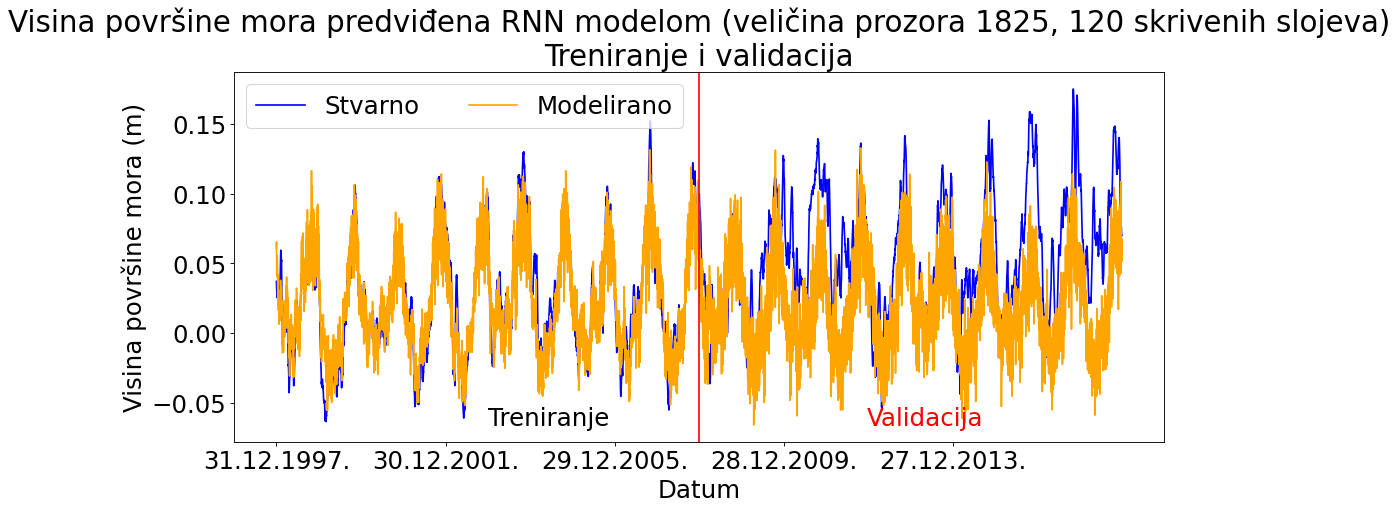 Visina površine mora predviđena RNN modelom (veličina prozora 1825, 120 skrivenih slojeva)
Treniranje i validacija
Stvarno
Modelirano
Visina površine mora (m)
0.15
0.10
0.05
0.00
−0.05
Treniranje
Validacija
31.12.1997.
30.12.2001.
29.12.2005.
28.12.2009.
27.12.2013.
Datum